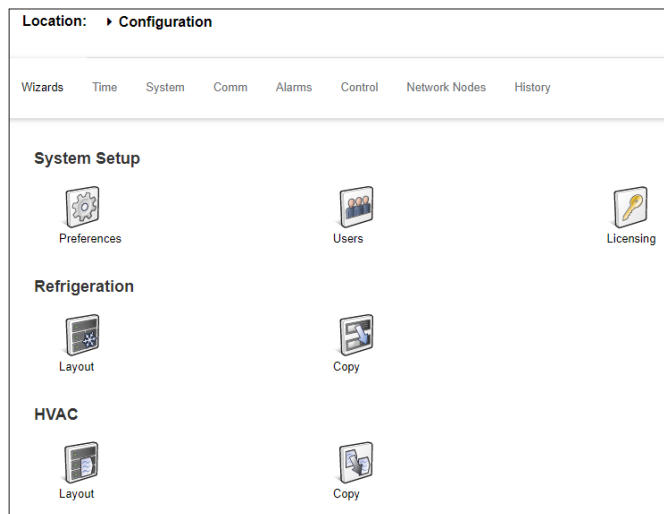 Location: Configuration
Wizards Time System Comm Alarms Control Network Nodes History
System Setup
Preferences Users Licensing
Refrigeration
Layout Copy
HVAC
Layout Copy